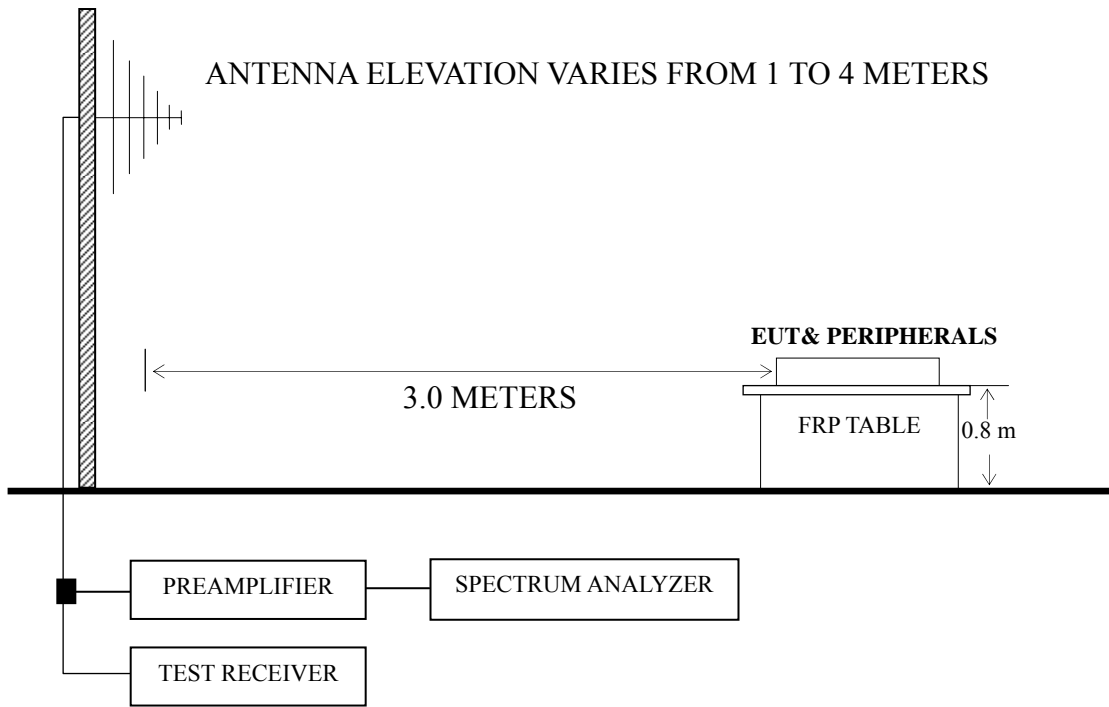 ANTENNA ELEVATION VARIES FROM 1 TO 4 METERS
EUT& PERIPHERALS
3.0 METERS
FRP TABLE
0.8 m
PREAMPLIFIER
SPECTRUM ANALYZER
TEST RECEIVER